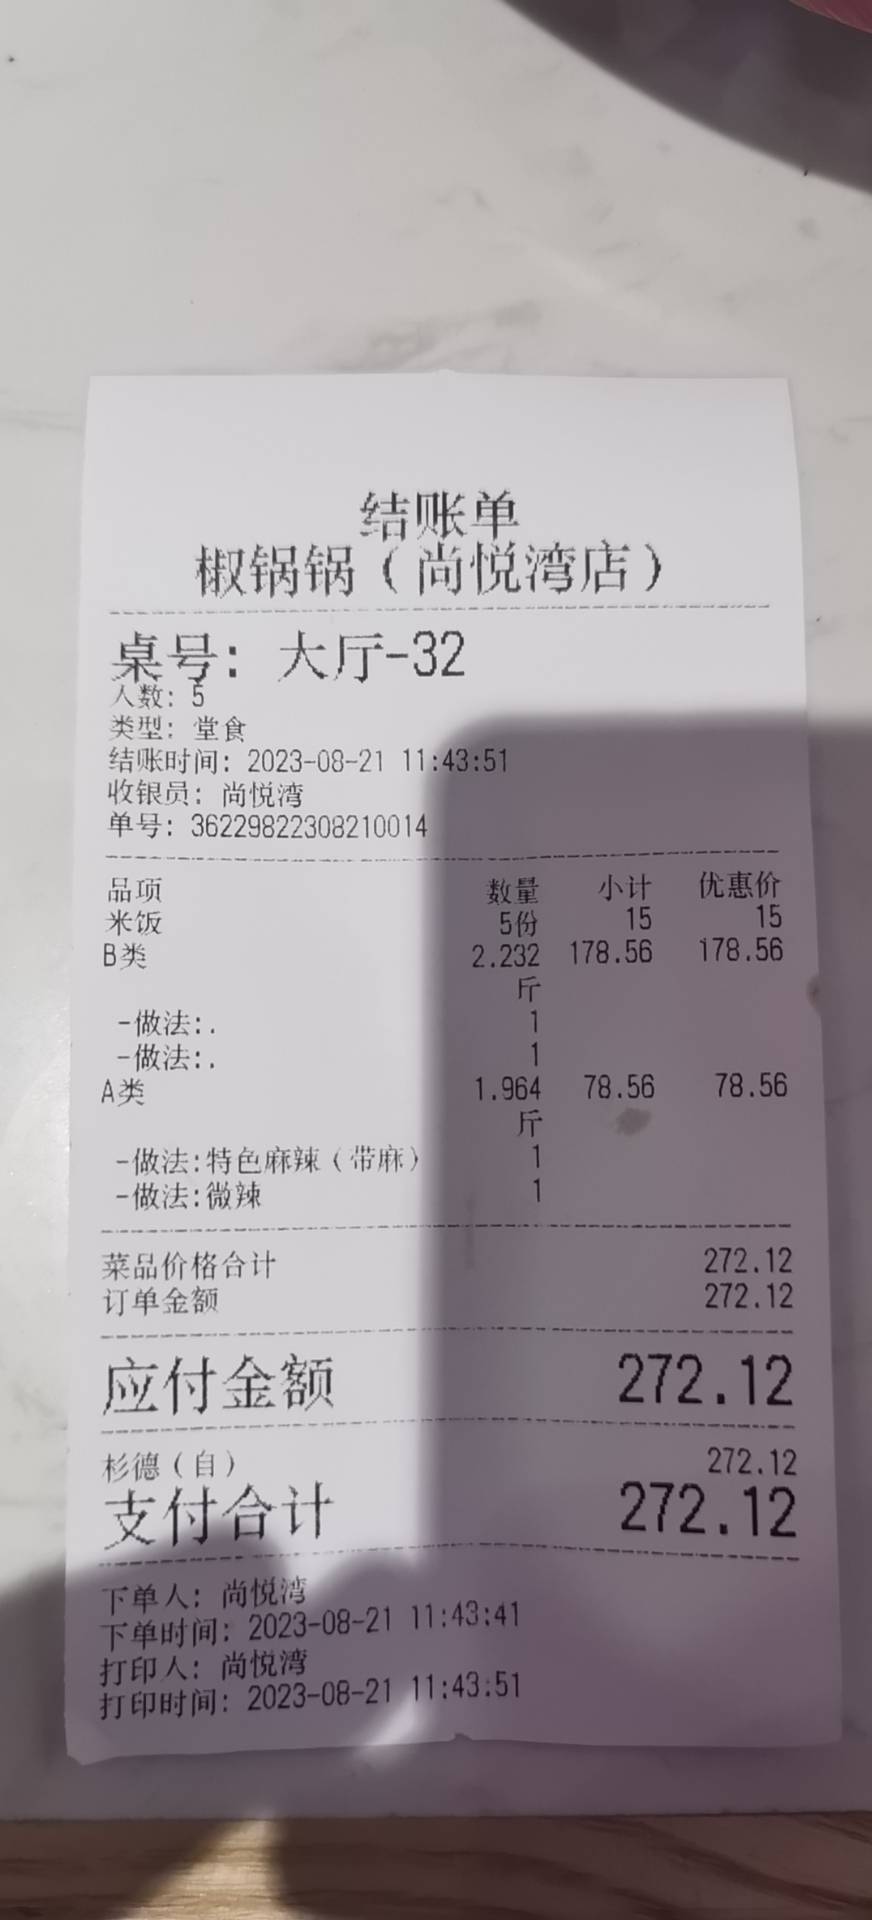 结账单
椒锅锅（尚悦湾店）
桌号：大厅-32
人数：5
类型：堂食
结账时间：2023-08-21 11:43:51
收银员：尚悦湾
单号：36229822308210014
品项 数量 小计 优惠价
米饭 5份 15 15
B类 2.232 178.56 178.56
斤
-做法:. 1
-做法:. 1
A类 1.964 78.56 78.56
斤
-做法:特色麻辣（带麻） 1
-做法:微辣 1
菜品价格合计 272.12
订单金额 272.12
应付金额 272.12
杉德（自） 272.12
支付合计 272.12
下单人：尚悦湾
下单时间：2023-08-21 11:43:41
打印人：尚悦湾
打印时间：2023-08-21 11:43:51